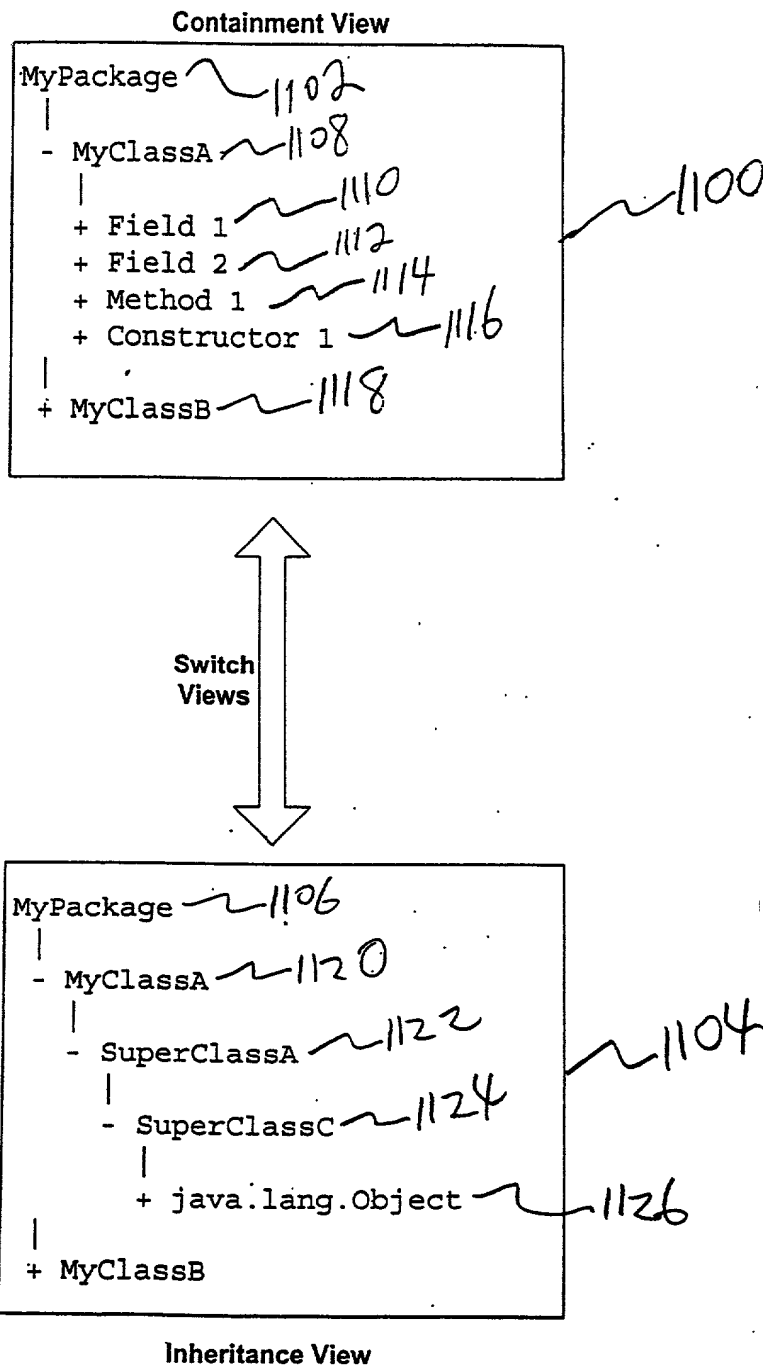 Containment View
MyPackage 1102
|
- MyClassA 1108
|
+ Field 1 1110
+ Field 2 1112
+ Method 1 1114
+ Constructor 1 1116
|
+ MyClassB 1118
1100
Switch
Views
MyPackage 1106
|
- MyClassA 1120
|
- SuperClassA 1122
|
- SuperClassC 1124
|
+ java.lang.Object 1126
|
+ MyClassB
1104
Inheritance View